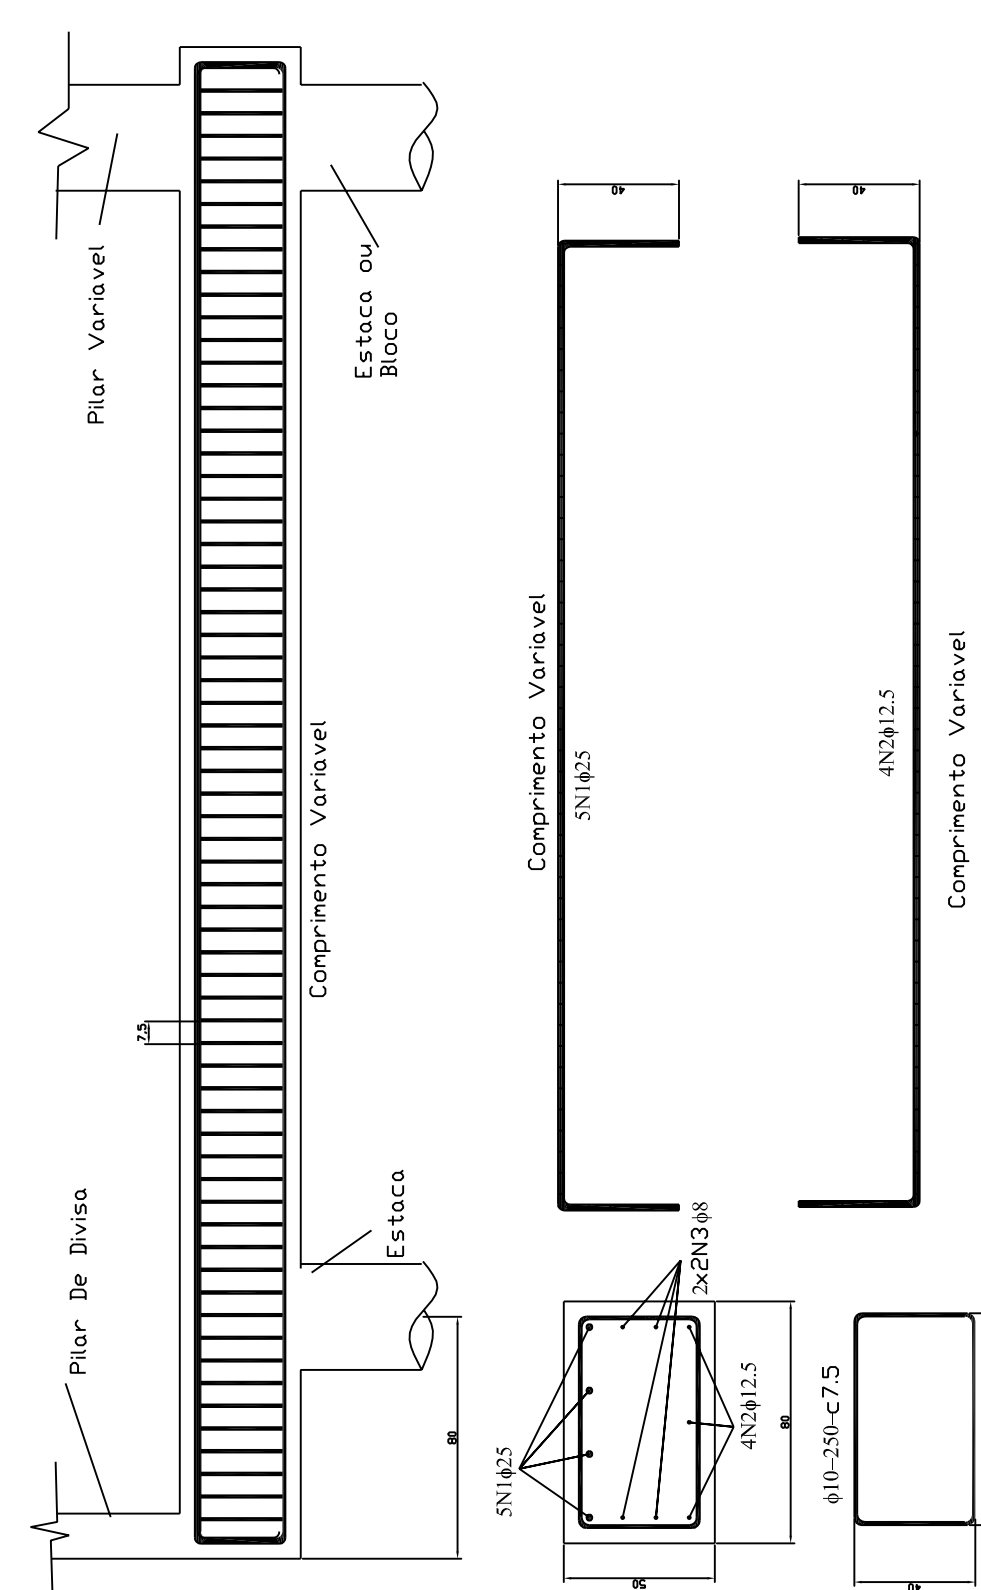 Pilar Variavel
Estaca ou
Bloco
7.5
Comprimento Variavel
Pilar De Divisa
Estaca
80
40
40
Comprimento Variavel
5N1ϕ25
4N2ϕ12.5
Comprimento Variavel
2x2N3ϕ8
5N1ϕ25
4N2ϕ12.5
80
50
ϕ10-250-c7.5
40